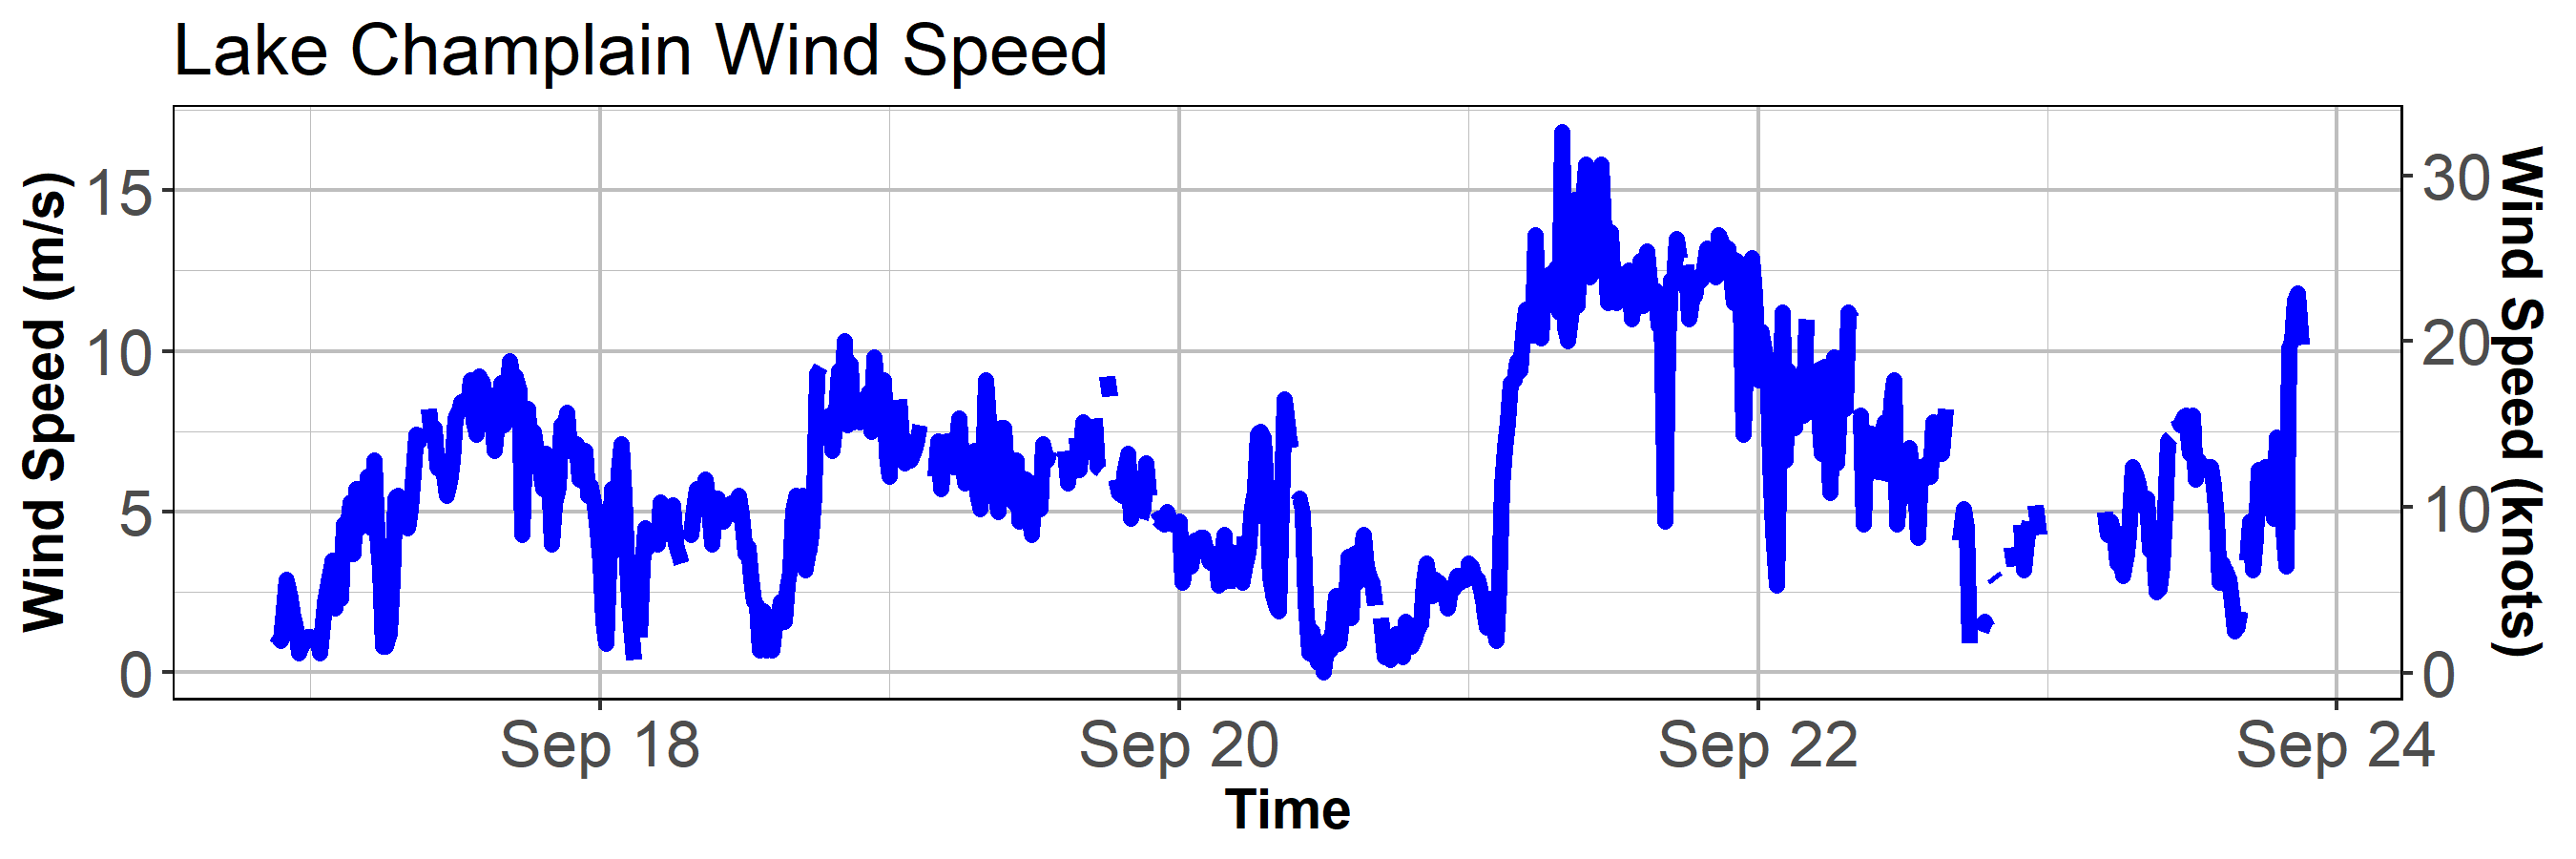 Lake Champlain Wind Speed
Wind Speed (m/s)
15
10
5
0
30
20
10
0
Wind Speed (knots)
Sep 18
Sep 20
Sep 22
Sep 24
Time